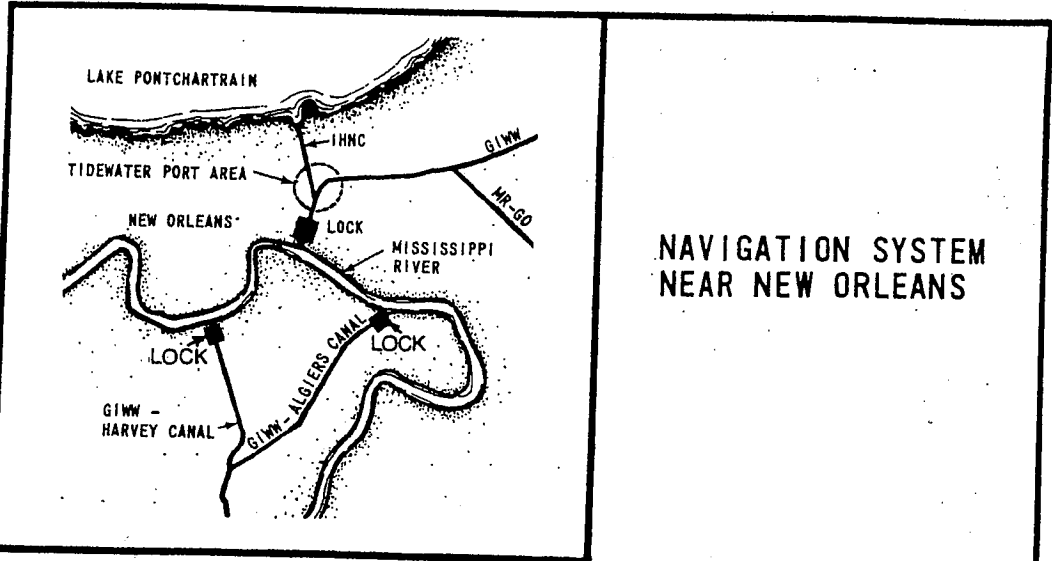 LAKE PONTCHARTRAIN
IHNC
GIWW
TIDEWATER PORT AREA
MR-GO
NEW ORLEANS
LOCK
MISSISSIPPI
RIVER
LOCK
LOCK
GIWW-ALGIERS CANAL
GIWW -
HARVEY CANAL
NAVIGATION SYSTEM
NEAR NEW ORLEANS